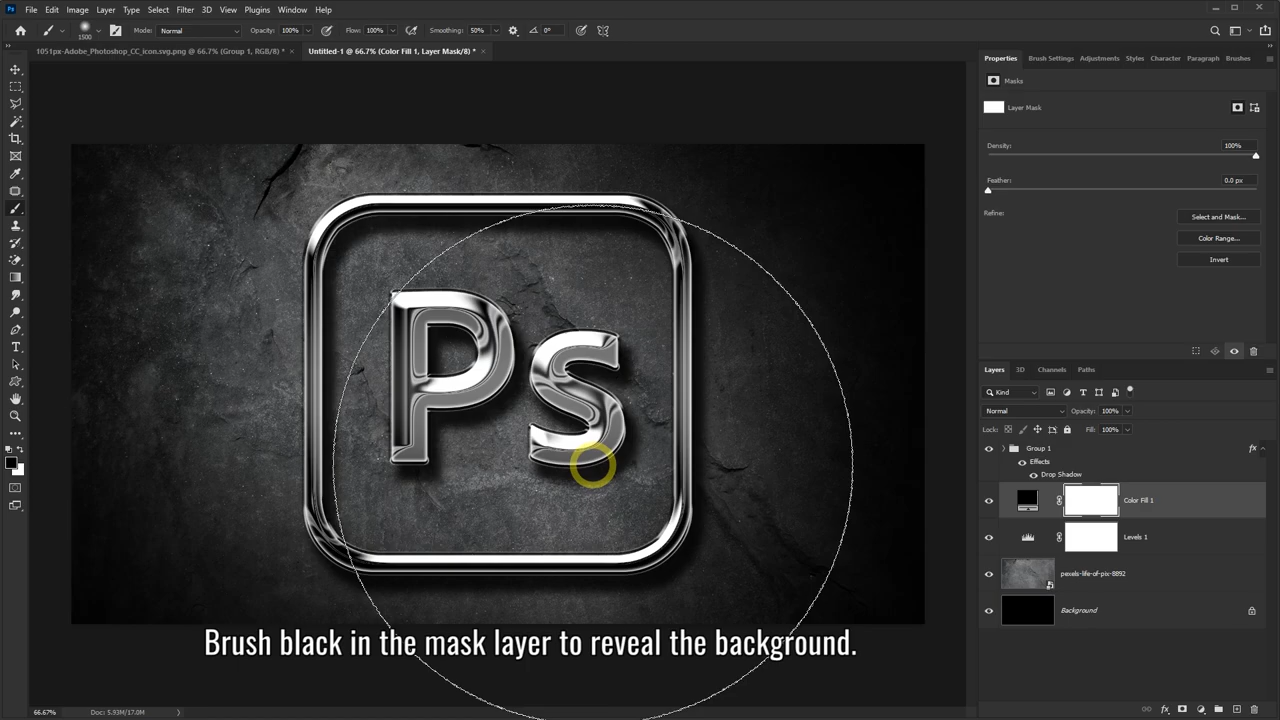 Ps
File Edit Image Layer Type Select Filter 3D View Plugins Window Help
1500 Mode: Normal Opacity: 100% Flow: 100% Smoothing: 50% 0°
1051px-Adobe_Photoshop_CC_icon.svg.png @ 66.7% (Group 1, RGB/8) * × Untitled-1 @ 66.7% (Color Fill 1, Layer Mask/8) * ×
Properties Brush Settings Adjustments Styles Character Paragraph Brushes
Masks
Layer Mask
Density: 100%
Feather: 0.0 px
Refine: Select and Mask...
Color Range...
Invert
Ps
Layers 3D Channels Paths
Kind
Normal Opacity: 100%
Lock: Fill: 100%
Group 1 fx
Effects
Drop Shadow
Color Fill 1
Levels 1
pexels-life-of-pix-8892
Background
Brush black in the mask layer to reveal the background.
66.67% Doc: 5.93M/17.0M
fx